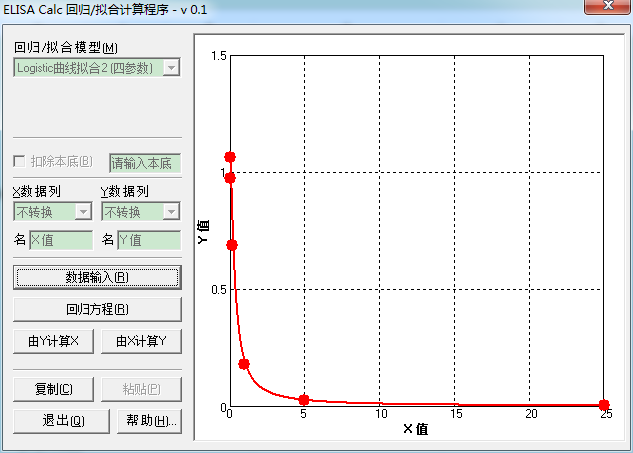 ELISA Calc 回归/拟合计算程序 - v 0.1
回归/拟合模型(M)
Logistic曲线拟合2 (四参数)
扣除本底(B) 请输入本底
X数据列 Y数据列
不转换 不转换
名 X值 名 Y值
数据输入(R)
回归方程(R)
由Y计算X 由X计算Y
复制(C) 粘贴(P)
退出(Q) 帮助(H)...
1.5
1
0.5
0
Y值
0 5 10 15 20 25
X值